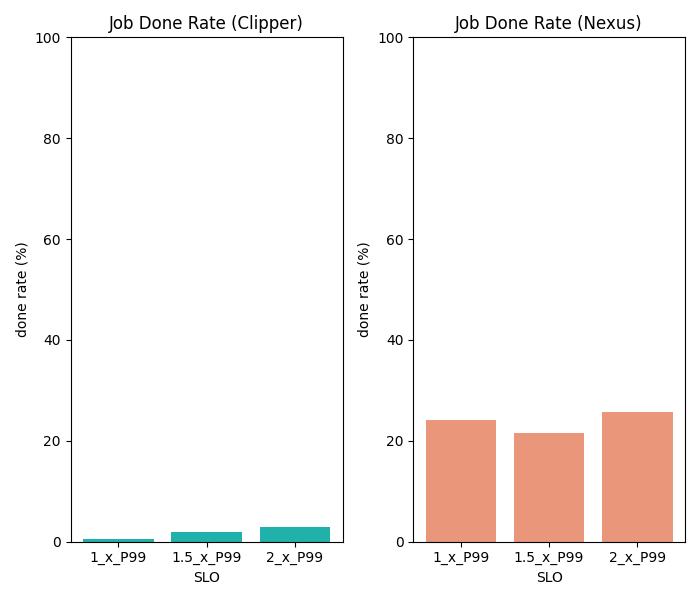 Job Done Rate (Clipper)
100
80
60
40
20
0
done rate (%)
1_x_P99
1.5_x_P99
2_x_P99
SLO
Job Done Rate (Nexus)
100
80
60
40
20
0
done rate (%)
1_x_P99
1.5_x_P99
2_x_P99
SLO